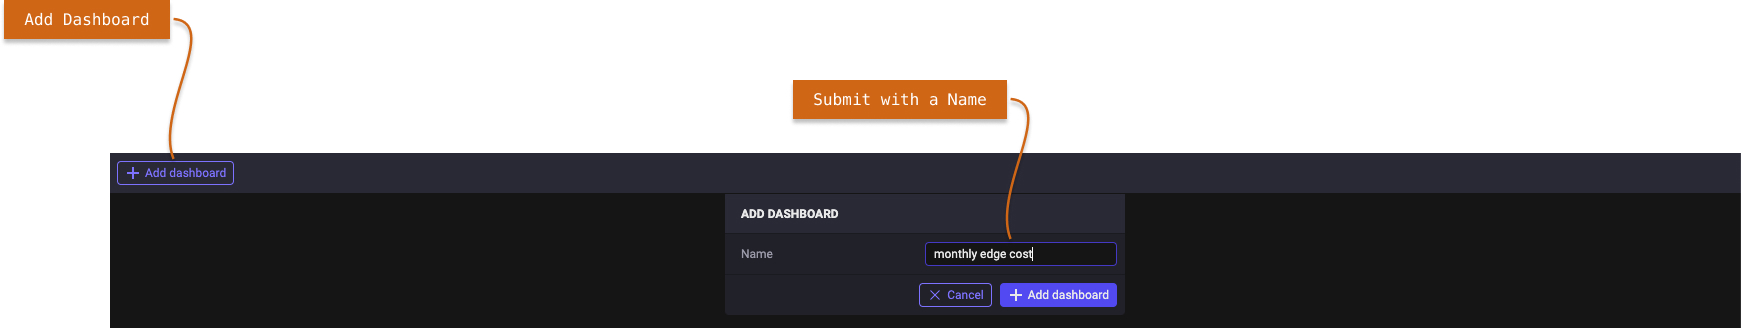 Add Dashboard
Submit with a Name
Add dashboard
ADD DASHBOARD
Name
monthly edge cost
Cancel
Add dashboard